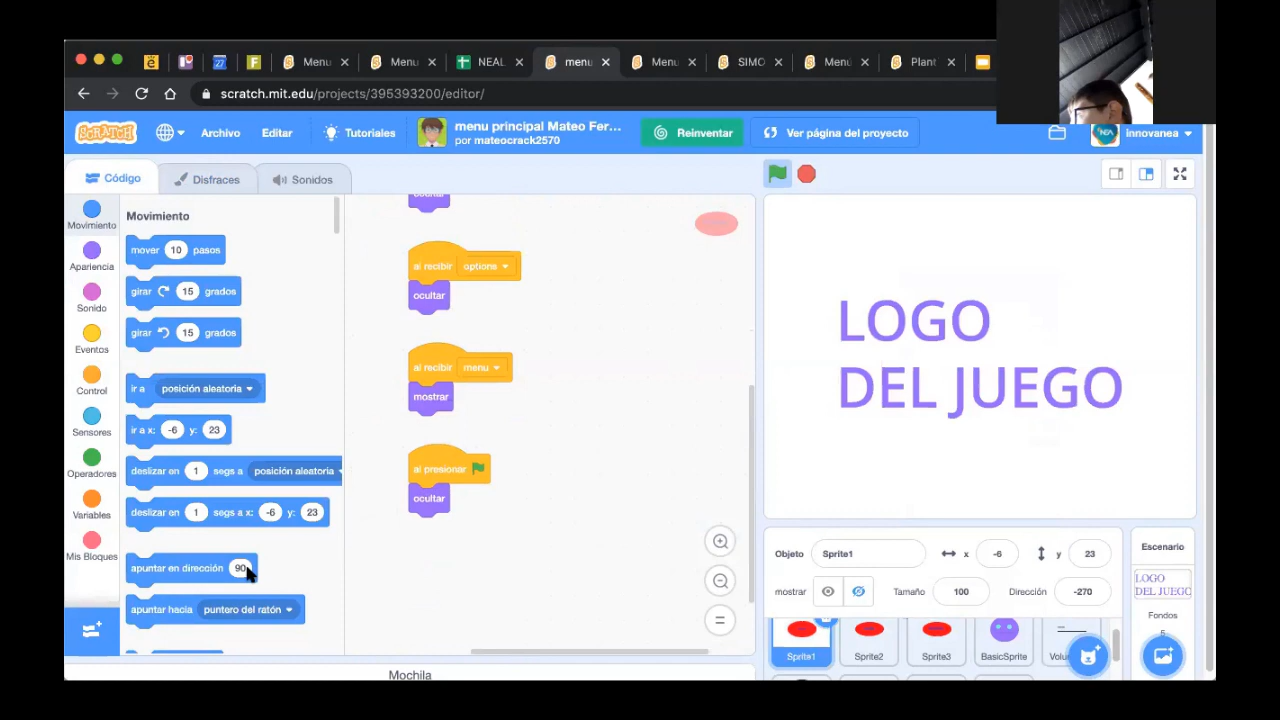 27
F
Menu
Menu
NEAL
menu
Menu
SIMO
Menú
Plant
scratch.mit.edu/projects/395393200/editor/
SCRATCH
Archivo
Editar
Tutoriales
menu principal Mateo Fer...
por mateocrack2570
Reinventar
Ver página del proyecto
innovanea
Código
Disfraces
Sonidos
Movimiento
Apariencia
Sonido
Eventos
Control
Sensores
Operadores
Variables
Mis Bloques
Movimiento
mover 10 pasos
girar 15 grados
girar 15 grados
ir a posición aleatoria
ir a x: -6 y: 23
deslizar en 1 segs a posición aleatoria
deslizar en 1 segs a x: -6 y: 23
apuntar en dirección 90
apuntar hacia puntero del ratón
ocultar
al recibir options
ocultar
al recibir menu
mostrar
al presionar
ocultar
LOGO
DEL JUEGO
Objeto Sprite1 x -6 y 23
mostrar Tamaño 100 Dirección -270
Sprite1
Sprite2
Sprite3
BasicSprite
Escenario
LOGO
DEL JUEGO
Fondos
5
Mochila